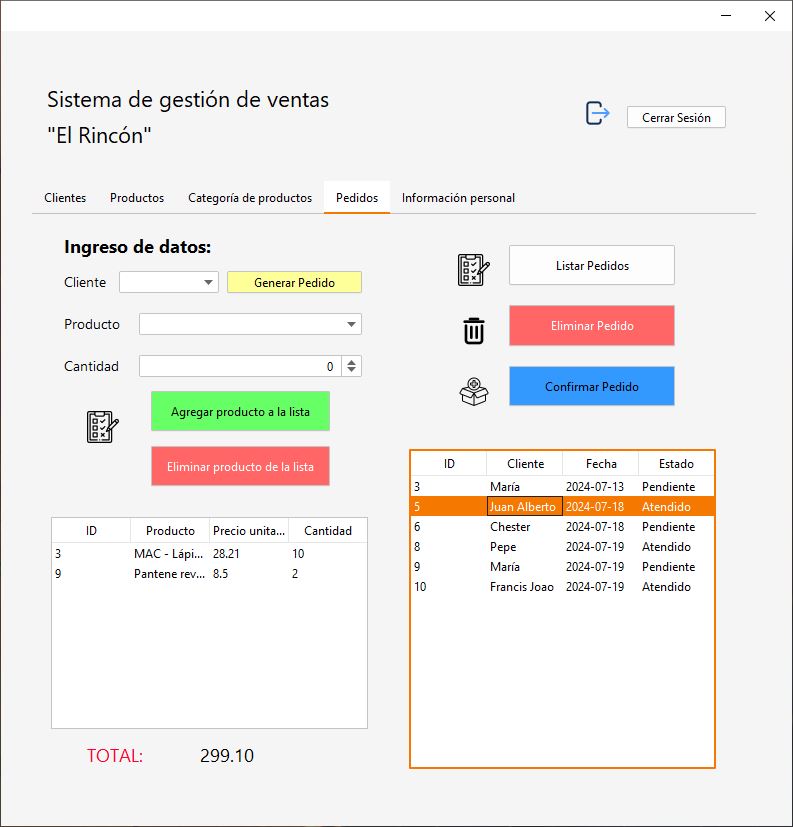 Sistema de gestión de ventas
"El Rincón"
Cerrar Sesión
Clientes Productos Categoría de productos Pedidos Información personal
Ingreso de datos:
Cliente Generar Pedido
Producto
Cantidad 0
Agregar producto a la lista
Eliminar producto de la lista
ID Producto Precio unita... Cantidad
3 MAC - Lápi... 28.21 10
9 Pantene rev... 8.5 2
TOTAL: 299.10
Listar Pedidos
Eliminar Pedido
Confirmar Pedido
ID Cliente Fecha Estado
3 María 2024-07-13 Pendiente
5 Juan Alberto 2024-07-18 Atendido
6 Chester 2024-07-18 Pendiente
8 Pepe 2024-07-19 Atendido
9 María 2024-07-19 Pendiente
10 Francis Joao 2024-07-19 Atendido